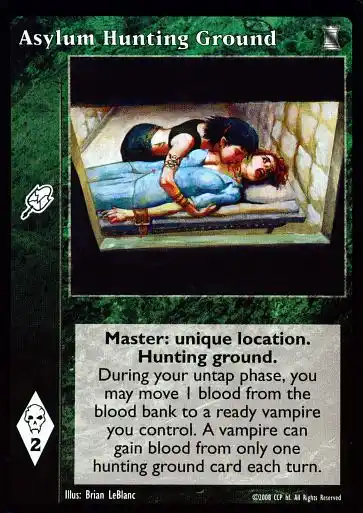 Asylum Hunting Ground
Master: unique location.
Hunting ground.
During your untap phase, you
may move 1 blood from the
blood bank to a ready vampire
you control. A vampire can
gain blood from only one
hunting ground card each turn.
2
Illus: Brian LeBlanc
©2008 CCP hf. All Rights Reserved